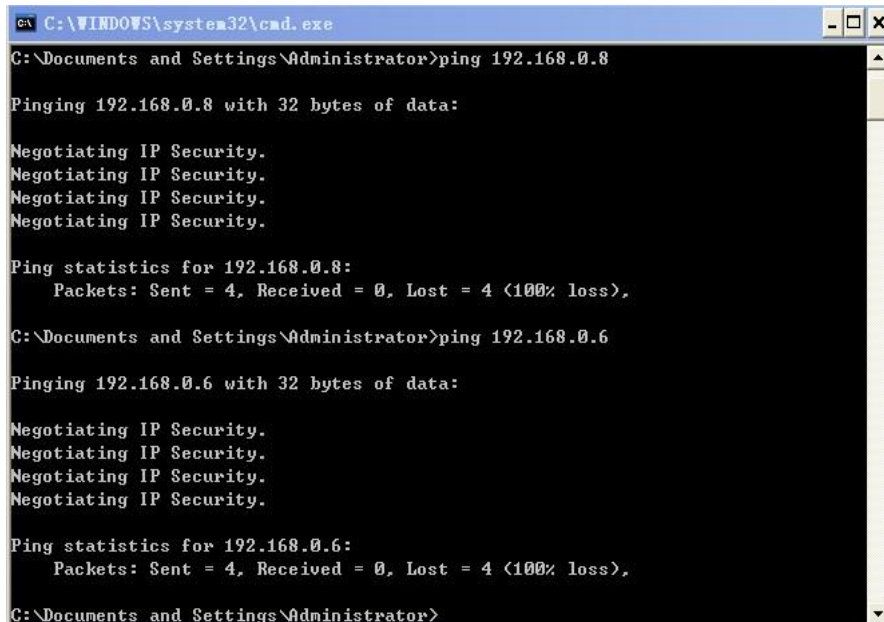 C:\WINDOWS\system32\cmd.exe
C:\Documents and Settings\Administrator>ping 192.168.0.8
Pinging 192.168.0.8 with 32 bytes of data:
Negotiating IP Security.
Negotiating IP Security.
Negotiating IP Security.
Negotiating IP Security.
Ping statistics for 192.168.0.8:
    Packets: Sent = 4, Received = 0, Lost = 4 (100% loss),
C:\Documents and Settings\Administrator>ping 192.168.0.6
Pinging 192.168.0.6 with 32 bytes of data:
Negotiating IP Security.
Negotiating IP Security.
Negotiating IP Security.
Negotiating IP Security.
Ping statistics for 192.168.0.6:
    Packets: Sent = 4, Received = 0, Lost = 4 (100% loss),
C:\Documents and Settings\Administrator>